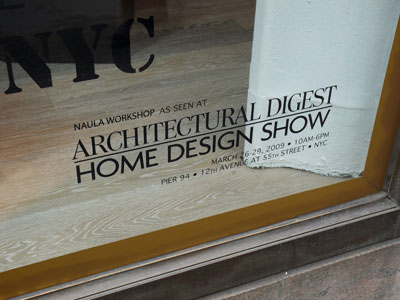 NYC
NAULA WORKSHOP AS SEEN AT
ARCHITECTURAL DIGEST
HOME DESIGN SHOW
MARCH 26-29, 2009 • 10AM-6PM
PIER 94 • 12TH AVENUE AT 55TH STREET • NYC